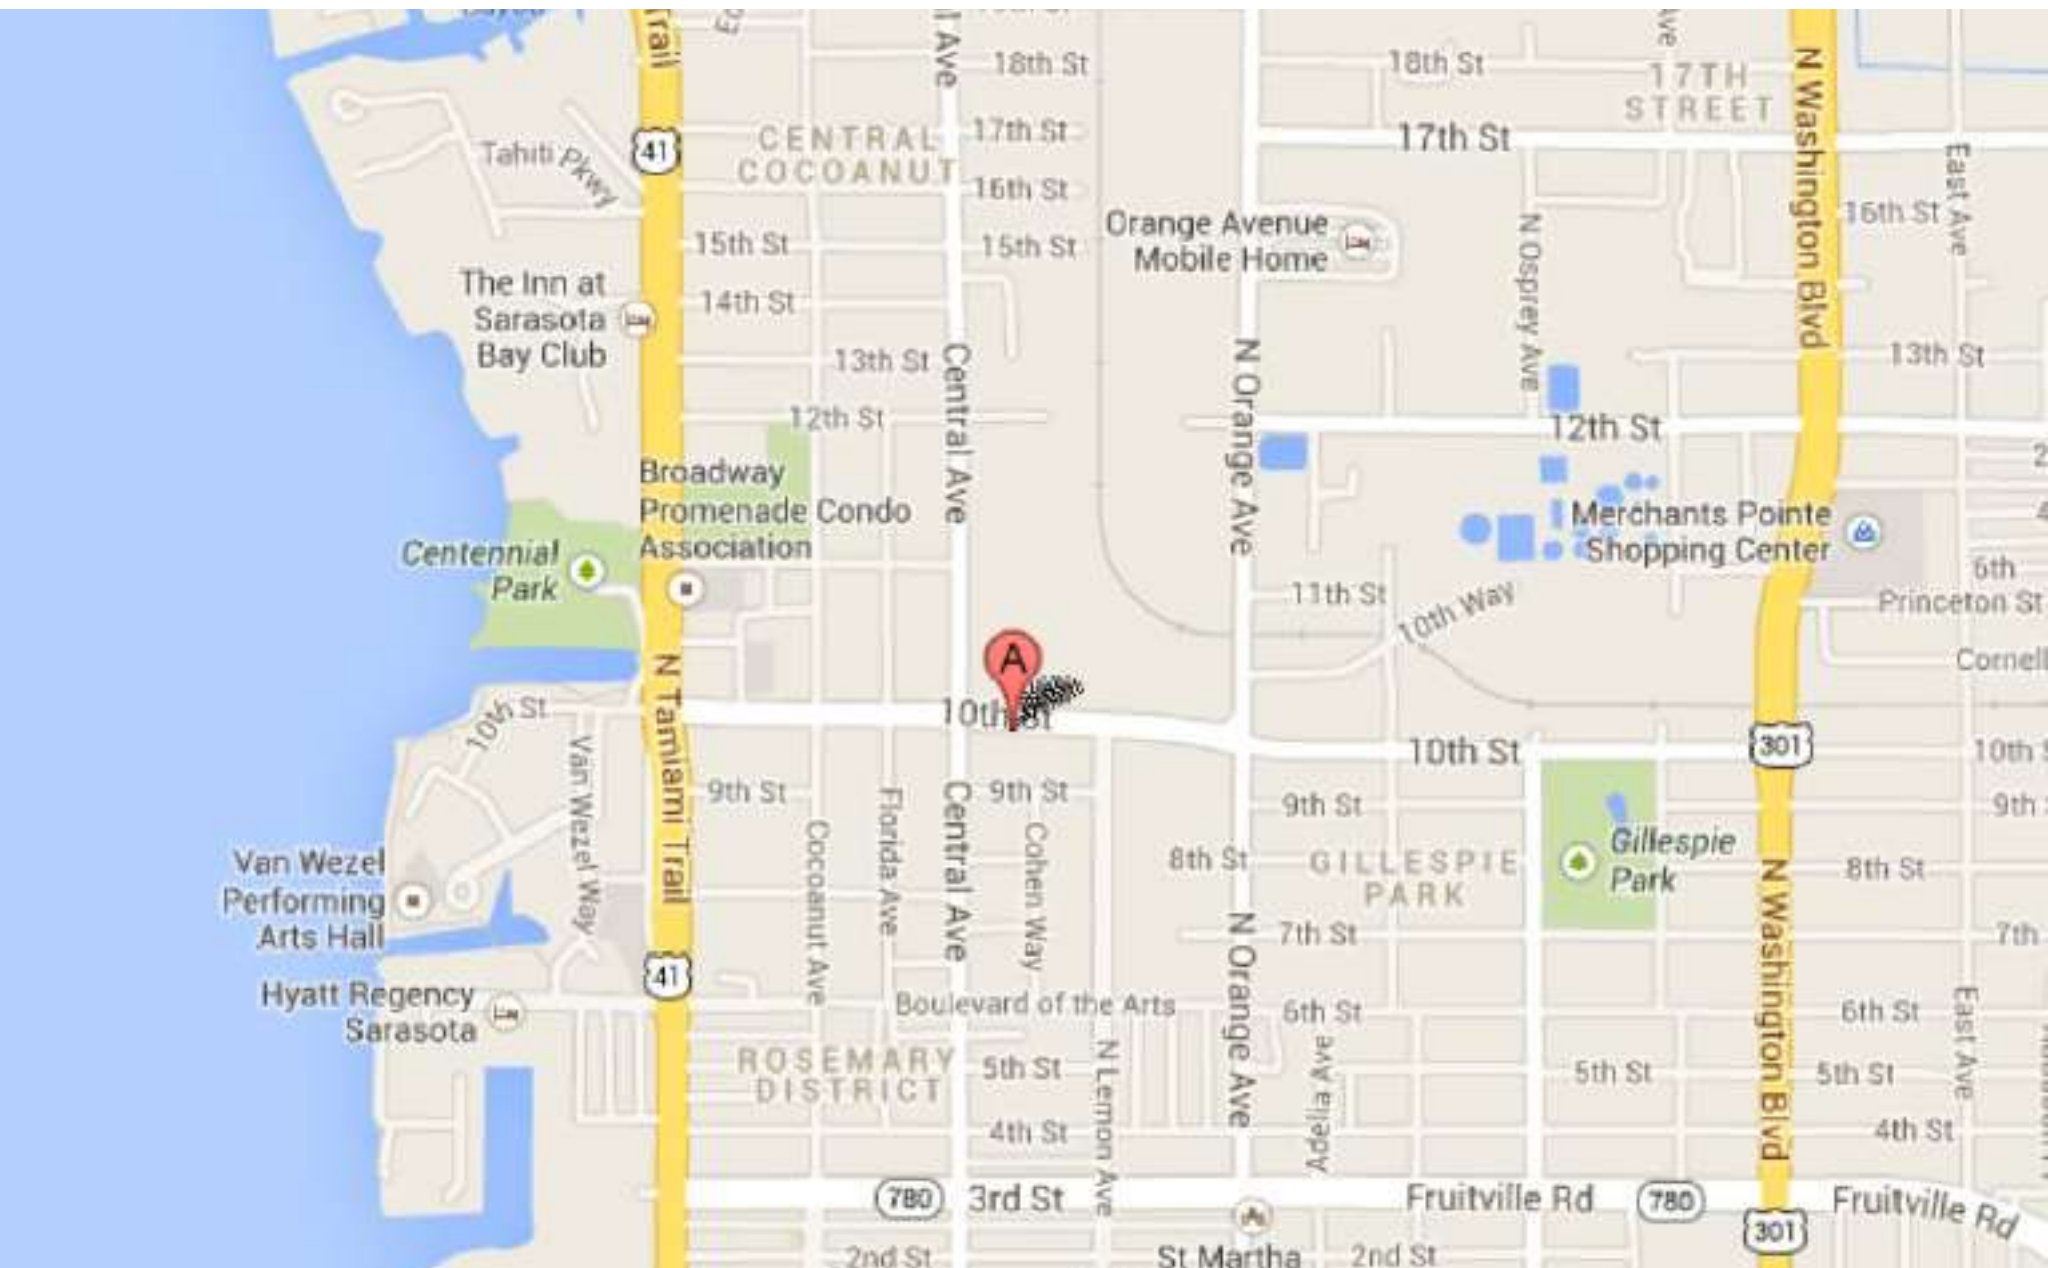 Trail
Ave
18th St
18th St
Ave
17TH
STREET
N Washington Blvd
Tahiti Pkwy
41
CENTRAL
COCOANUT
17th St
17th St
16th St
16th St
East Ave
15th St
15th St
Orange Avenue
Mobile Home
N Osprey Ave
The Inn at
Sarasota
Bay Club
14th St
13th St
13th St
Central Ave
N Orange Ave
12th St
12th St
Broadway
Promenade Condo
Association
Centennial
Park
Merchants Pointe
Shopping Center
6th
11th St
10th Way
Princeton St
Cornell
A
10th St
10th St
10th St
10th
301
N Tamiami Trail
Van Wezel Way
9th St
9th St
9th St
9th
Florida Ave
Central Ave
Cohen Way
Cocoanut Ave
Gillespie
Park
Van Wezel
Performing
Arts Hall
8th St
GILLESPIE
PARK
8th St
N Washington Blvd
7th St
7th
N Orange Ave
41
Hyatt Regency
Sarasota
Boulevard of the Arts
6th St
6th St
East Ave
ROSEMARY
DISTRICT
5th St
5th St
5th St
N Lemon Ave
Adelia Ave
4th St
4th St
780
3rd St
Fruitville Rd
780
Fruitville Rd
301
2nd St
St Martha
2nd St